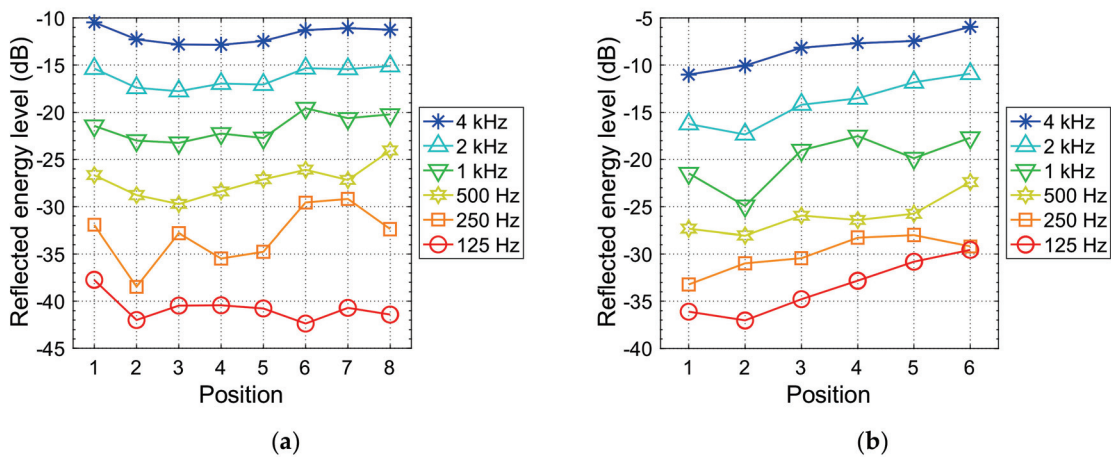 Reflected energy level (dB)
-10
-15
-20
-25
-30
-35
-40
-45
1 2 3 4 5 6 7 8
Position
4 kHz
2 kHz
1 kHz
500 Hz
250 Hz
125 Hz
(a)
Reflected energy level (dB)
-5
-10
-15
-20
-25
-30
-35
-40
1 2 3 4 5 6
Position
4 kHz
2 kHz
1 kHz
500 Hz
250 Hz
125 Hz
(b)